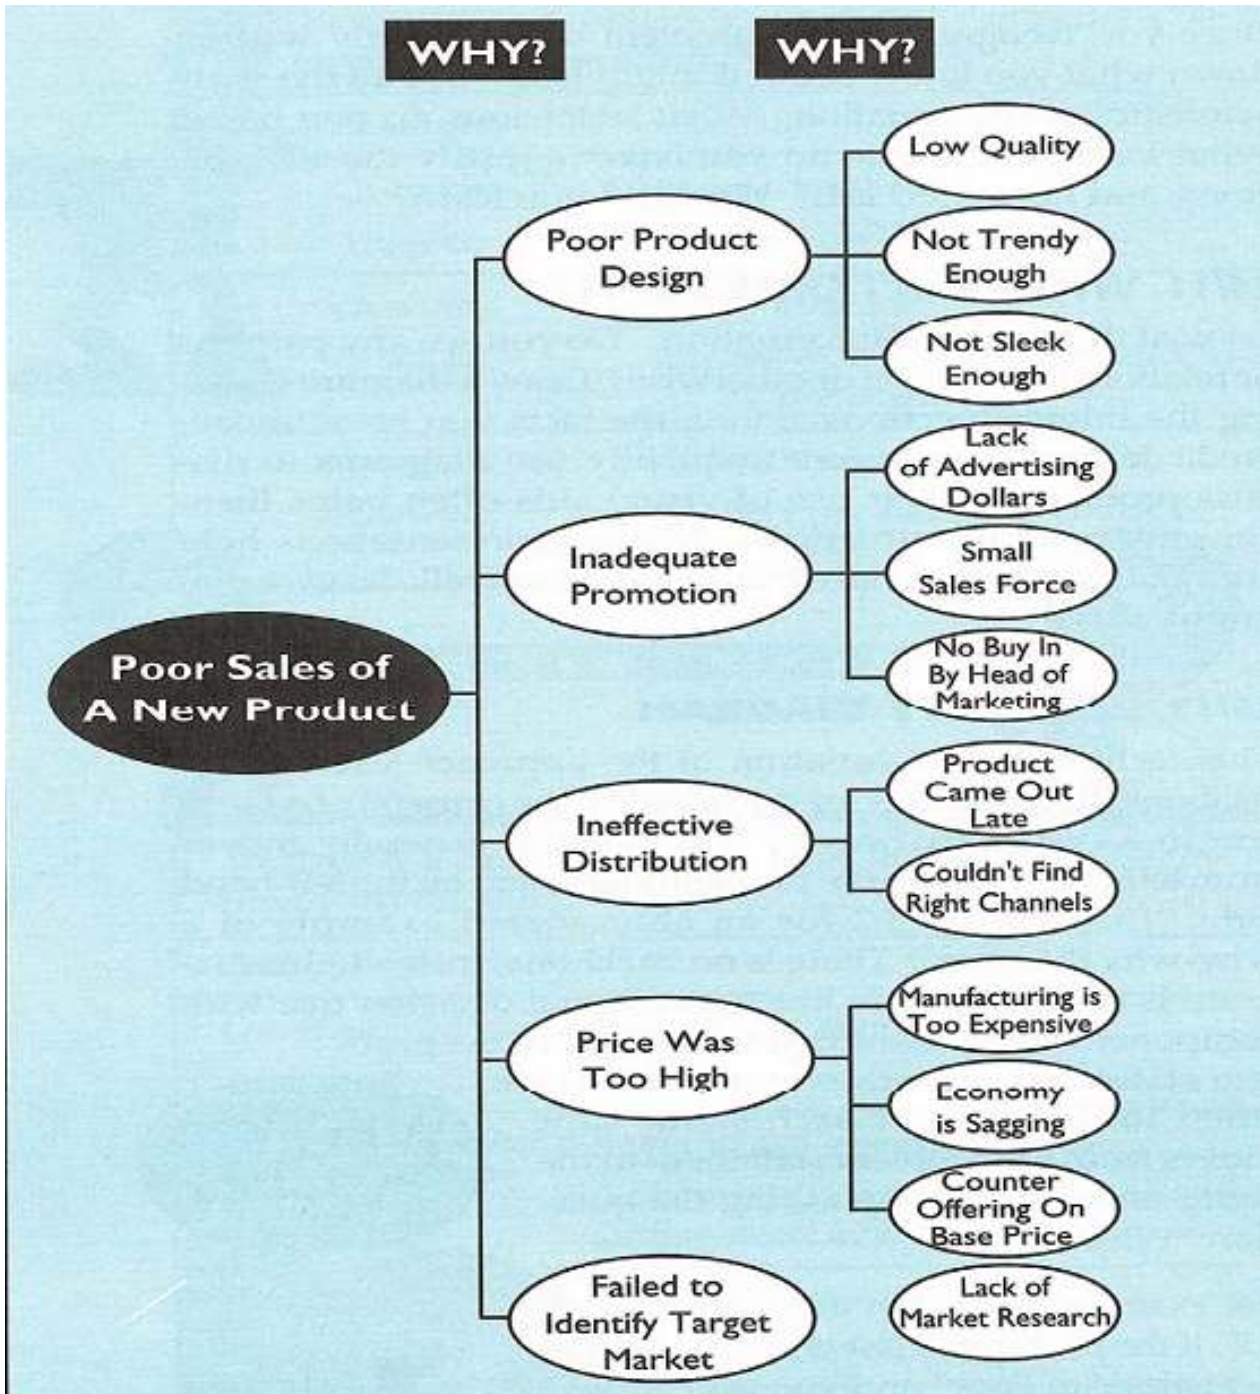 WHY?
WHY?
Poor Sales of
A New Product
Poor Product
Design
Low Quality
Not Trendy
Enough
Not Sleek
Enough
Inadequate
Promotion
Lack
of Advertising
Dollars
Small
Sales Force
No Buy In
By Head of
Marketing
Ineffective
Distribution
Product
Came Out
Late
Couldn't Find
Right Channels
Price Was
Too High
Manufacturing is
Too Expensive
Economy
is Sagging
Counter
Offering On
Base Price
Failed to
Identify Target
Market
Lack of
Market Research